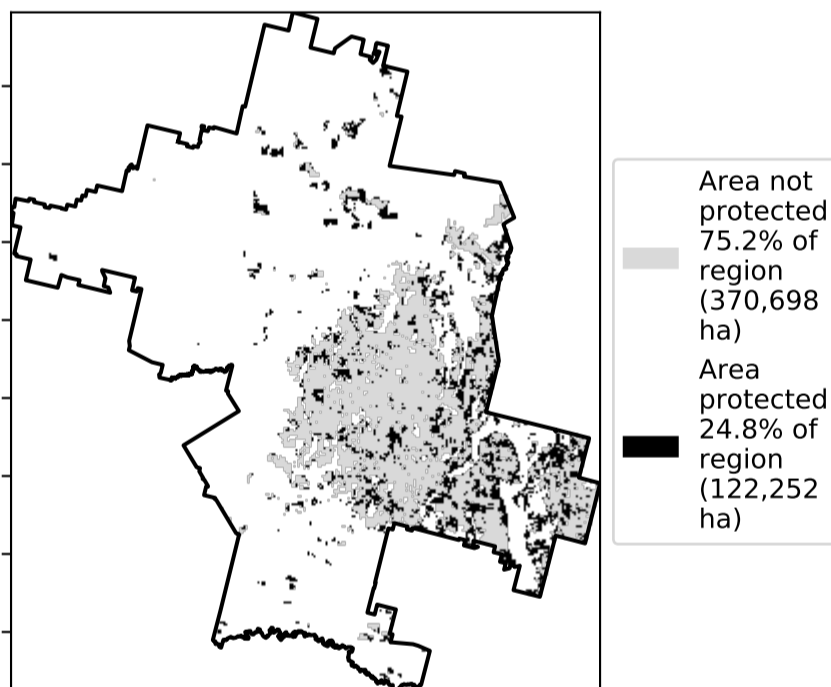 Area not
protected
75.2% of
region
(370,698
ha)
Area
protected
24.8% of
region
(122,252
ha)